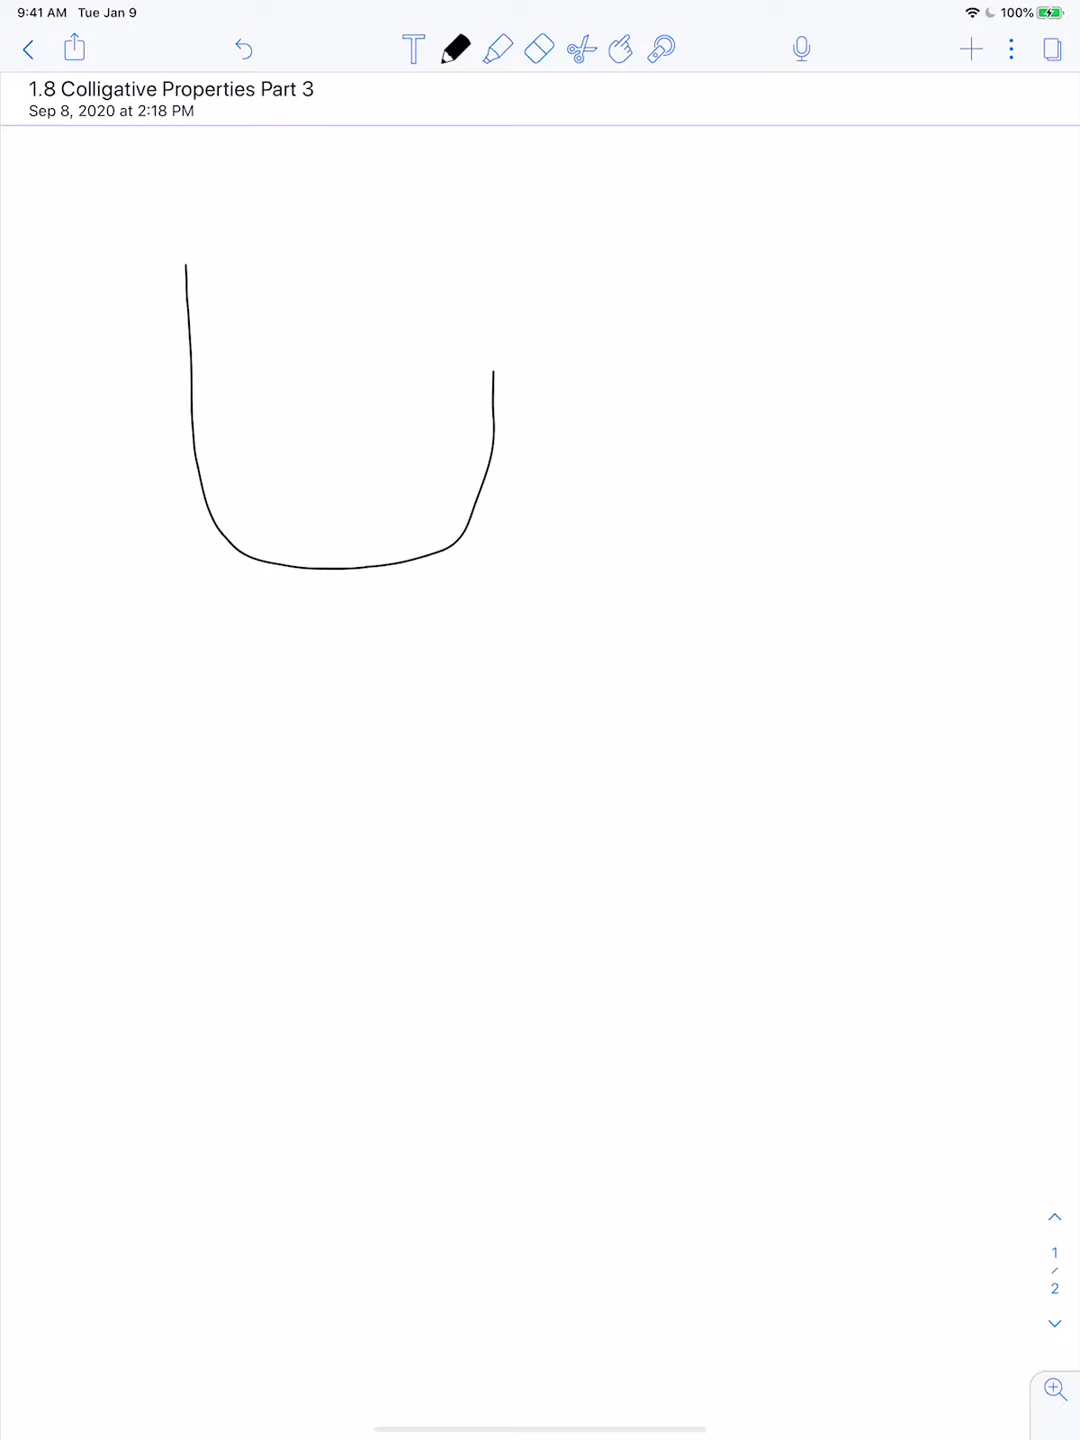 9:41 AM Tue Jan 9
100%
T
1.8 Colligative Properties Part 3
Sep 8, 2020 at 2:18 PM
1
/
2